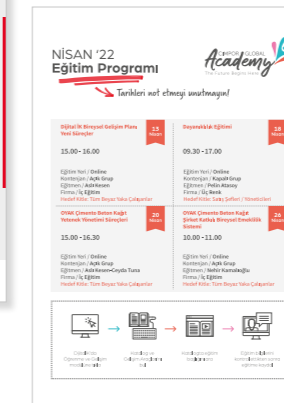 NİSAN '22
Eğitim Programı
CIMPOR GLOBAL
Academy
The Future Begins Here
Tarihleri not etmeyi unutmayın!
Dijital İK Bireysel Gelişim Planı
Yeni Süreçler
13
Nisan
15.00-16.00
Eğitim Yeri / Online
Kontenjan / Açık Grup
Eğitmen / Aslı Kesen
Firma / İç Eğitim
Hedef Kitle: Tüm Beyaz Yaka Çalışanlar
Dayanıklılık Eğitimi
Nisan
09.30-17.00
Eğitim Yeri / Online
Kontenjan / Kapalı Grup
Eğitmen / Pelin Atasoy
Firma / Üç Renk
Hedef Kitle: Satış Şefleri / Yöneticileri
OYAK Çimento Beton Kağıt
Yetenek Yönetimi Süreçleri
20
Nisan
15.00-16.30
Eğitim Yeri / Online
Kontenjan / Açık Grup
Eğitmen / Aslı Kesen-Ceyda Tuna
Firma / İç Eğitim
Hedef Kitle: Tüm Beyaz Yaka Çalışanlar
OYAK Çimento Beton Kağıt
Şirket Katkılı Bireysel Emeklilik
Sistemi
26
Nisan
10.00-11.00
Eğitim Yeri / Online
Kontenjan / Açık Grup
Eğitmen / Nehir Kamalıoğlu
Firma / İç Eğitim
Hedef Kitle: Tüm Beyaz Yaka Çalışanlar